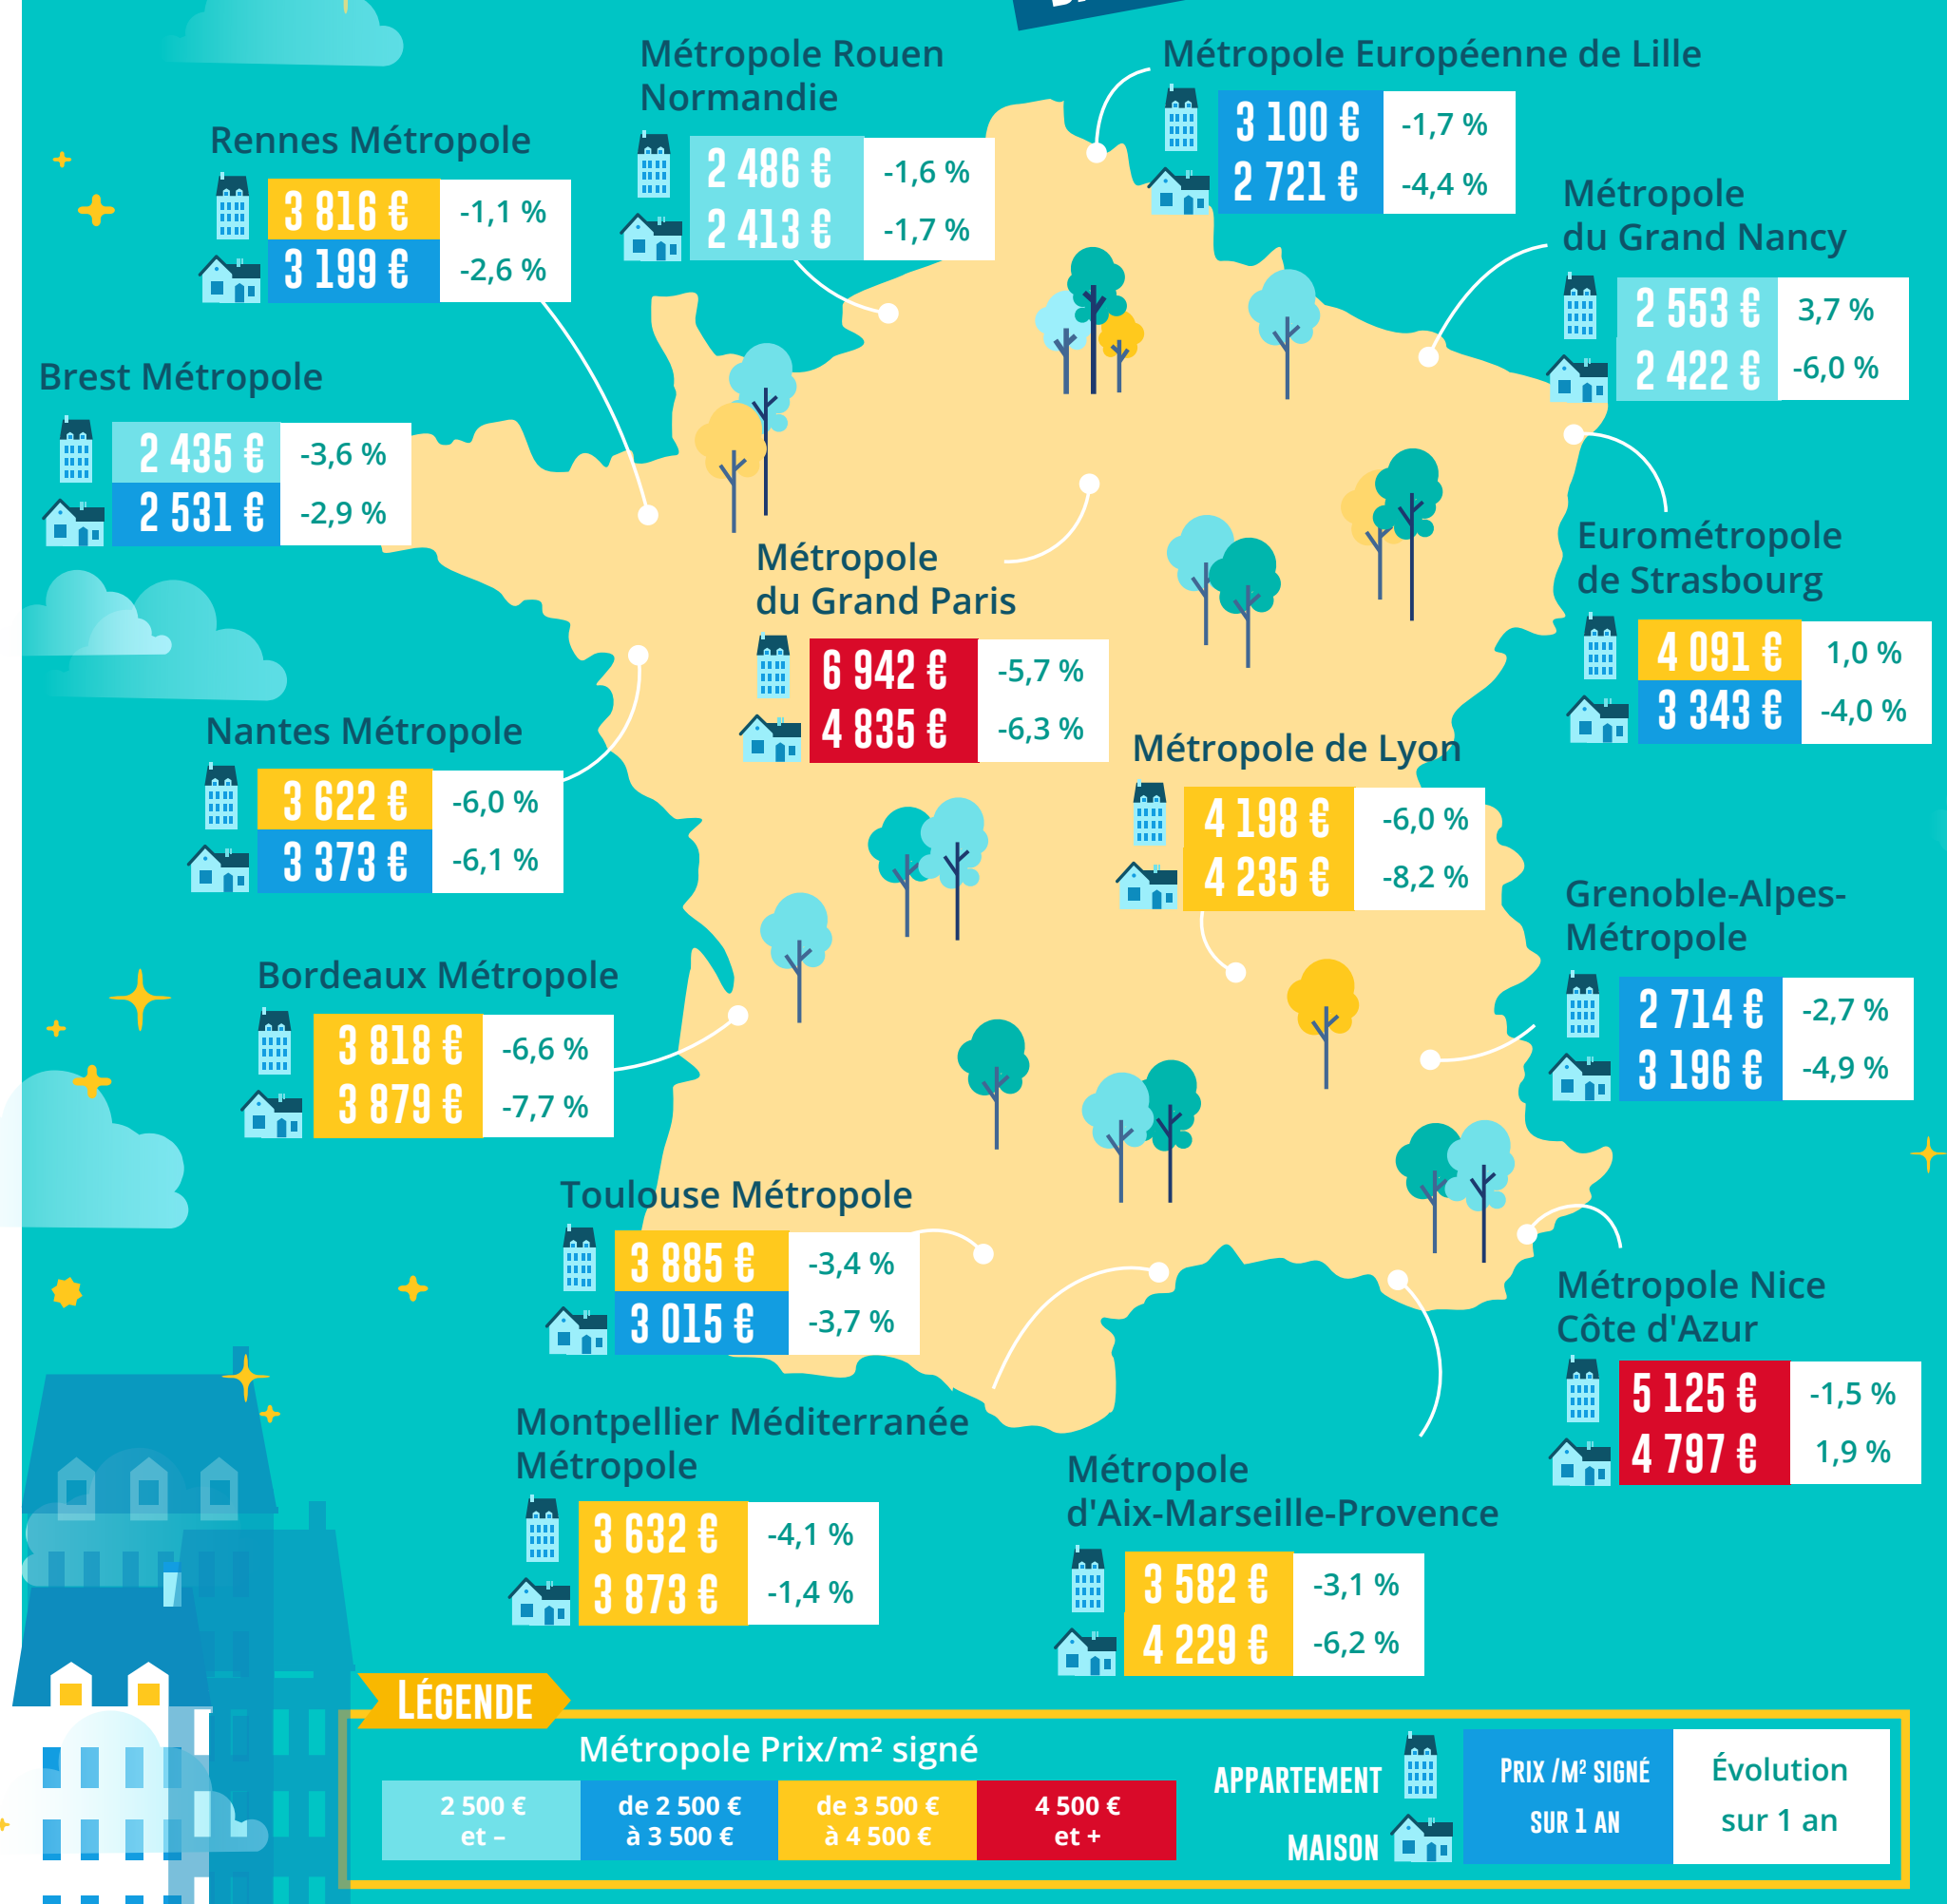 Métropole Rouen
Normandie
2 486 € -1,6 %
2 413 € -1,7 %
Métropole Européenne de Lille
3 100 € -1,7 %
2 721 € -4,4 %
Rennes Métropole
3 816 € -1,1 %
3 199 € -2,6 %
Métropole
du Grand Nancy
2 553 € 3,7 %
2 422 € -6,0 %
Brest Métropole
2 435 € -3,6 %
2 531 € -2,9 %
Métropole
du Grand Paris
6 942 € -5,7 %
4 835 € -6,3 %
Eurométropole
de Strasbourg
4 091 € 1,0 %
3 343 € -4,0 %
Nantes Métropole
3 622 € -6,0 %
3 373 € -6,1 %
Métropole de Lyon
4 198 € -6,0 %
4 235 € -8,2 %
Grenoble-Alpes-
Métropole
2 714 € -2,7 %
3 196 € -4,9 %
Bordeaux Métropole
3 818 € -6,6 %
3 879 € -7,7 %
Toulouse Métropole
3 885 € -3,4 %
3 015 € -3,7 %
Métropole Nice
Côte d'Azur
5 125 € -1,5 %
4 797 € 1,9 %
Montpellier Méditerranée
Métropole
3 632 € -4,1 %
3 873 € -1,4 %
Métropole
d'Aix-Marseille-Provence
3 582 € -3,1 %
4 229 € -6,2 %
LÉGENDE
Métropole Prix/m² signé
2 500 €
et –
de 2 500 €
à 3 500 €
de 3 500 €
à 4 500 €
4 500 €
et +
APPARTEMENT
MAISON
PRIX /M² SIGNÉ
SUR 1 AN
Évolution
sur 1 an